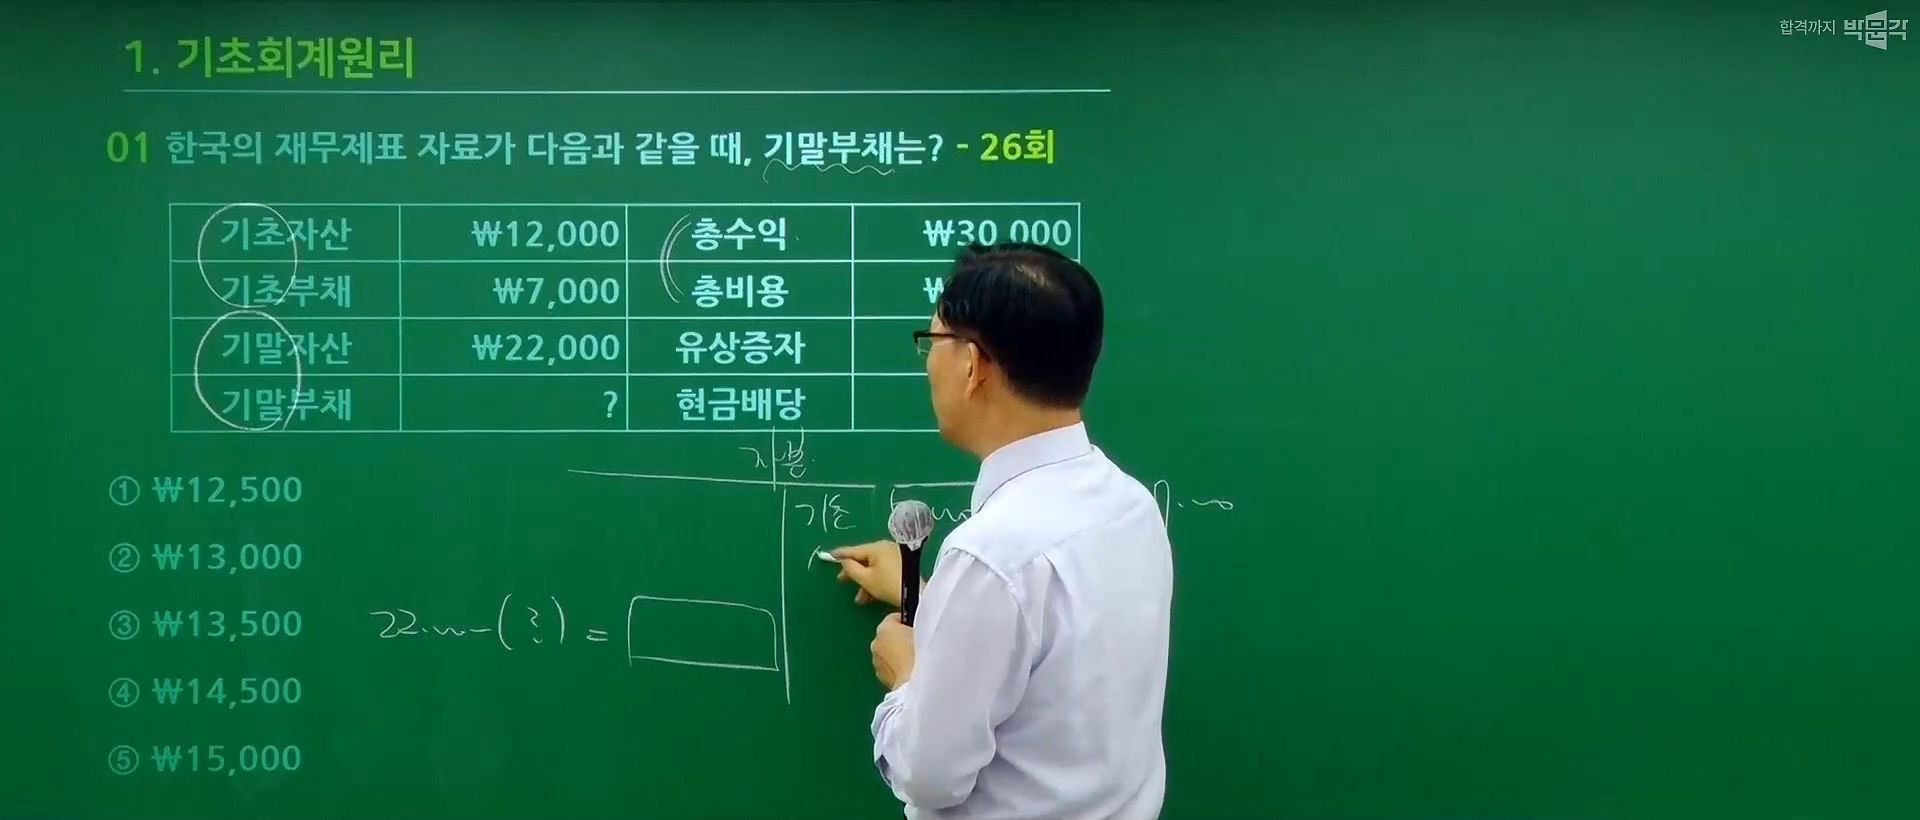 합격까지 박문각
1. 기초회계원리
01 한국의 재무제표 자료가 다음과 같을 때, 기말부채는? - 26회
기초자산 ₩12,000 총수익 ₩30,000
기초부채 ₩7,000 총비용 ₩
기말자산 ₩22,000 유상증자
기말부채 ? 현금배당
자본
기초
① ₩12,500
② ₩13,000
③ ₩13,500
④ ₩14,500
⑤ ₩15,000
22. - ( ? ) =